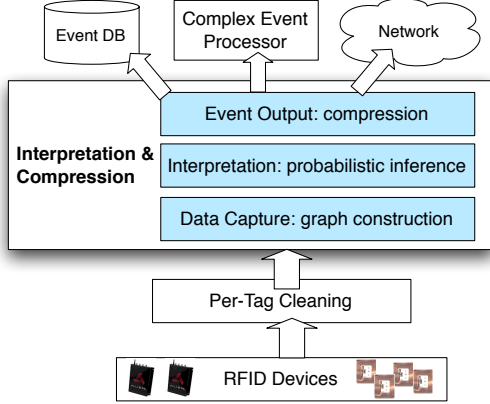 Event DB
Complex Event
Processor
Network
Event Output: compression
Interpretation &
Compression
Interpretation: probabilistic inference
Data Capture: graph construction
Per-Tag Cleaning
RFID Devices